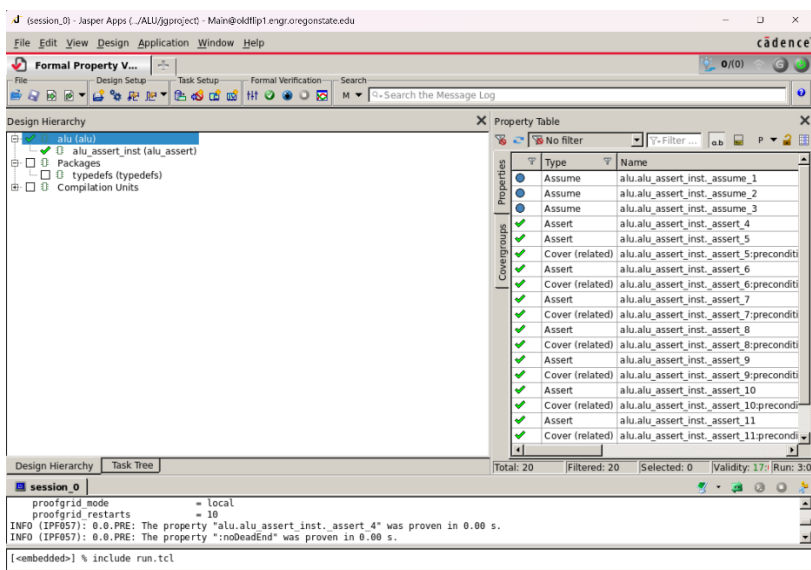 (session_0) - Jasper Apps (../ALU/jgproject) - Main@oldflip1.engr.oregonstate.edu
File Edit View Design Application Window Help
cādence
Formal Property V...
0/(0)
File Design Setup Task Setup Formal Verification Search
M Search the Message Log
Design Hierarchy
alu (alu)
alu_assert_inst (alu_assert)
Packages
typedefs (typedefs)
Compilation Units
Design Hierarchy Task Tree
Property Table
No filter Filter ... a.b P
Properties
Covergroups
Type Name
Assume alu.alu_assert_inst._assume_1
Assume alu.alu_assert_inst._assume_2
Assume alu.alu_assert_inst._assume_3
Assert alu.alu_assert_inst._assert_4
Assert alu.alu_assert_inst._assert_5
Cover (related) alu.alu_assert_inst._assert_5:preconditi
Assert alu.alu_assert_inst._assert_6
Cover (related) alu.alu_assert_inst._assert_6:preconditi
Assert alu.alu_assert_inst._assert_7
Cover (related) alu.alu_assert_inst._assert_7:preconditi
Assert alu.alu_assert_inst._assert_8
Cover (related) alu.alu_assert_inst._assert_8:preconditi
Assert alu.alu_assert_inst._assert_9
Cover (related) alu.alu_assert_inst._assert_9:preconditi
Assert alu.alu_assert_inst._assert_10
Cover (related) alu.alu_assert_inst._assert_10:precondi
Assert alu.alu_assert_inst._assert_11
Cover (related) alu.alu_assert_inst._assert_11:precondi
Total: 20 Filtered: 20 Selected: 0 Validity: 17: Run: 3:0
session_0
proofgrid_mode = local
proofgrid_restarts = 10
INFO (IPF057): 0.0.PRE: The property "alu.alu_assert_inst._assert_4" was proven in 0.00 s.
INFO (IPF057): 0.0.PRE: The property ":noDeadEnd" was proven in 0.00 s.
[<embedded>] % include run.tcl